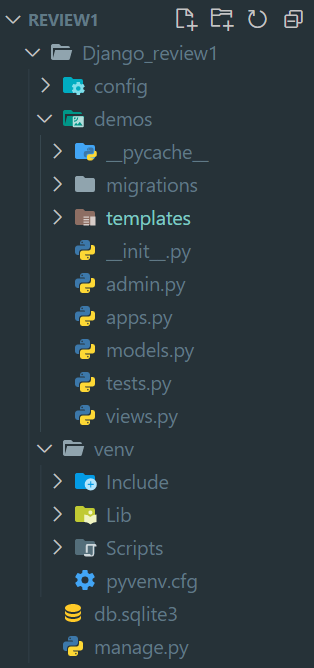 REVIEW1
Django_review1
config
demos
__pycache__
migrations
templates
__init__.py
admin.py
apps.py
models.py
tests.py
views.py
venv
Include
Lib
Scripts
pyvenv.cfg
db.sqlite3
manage.py